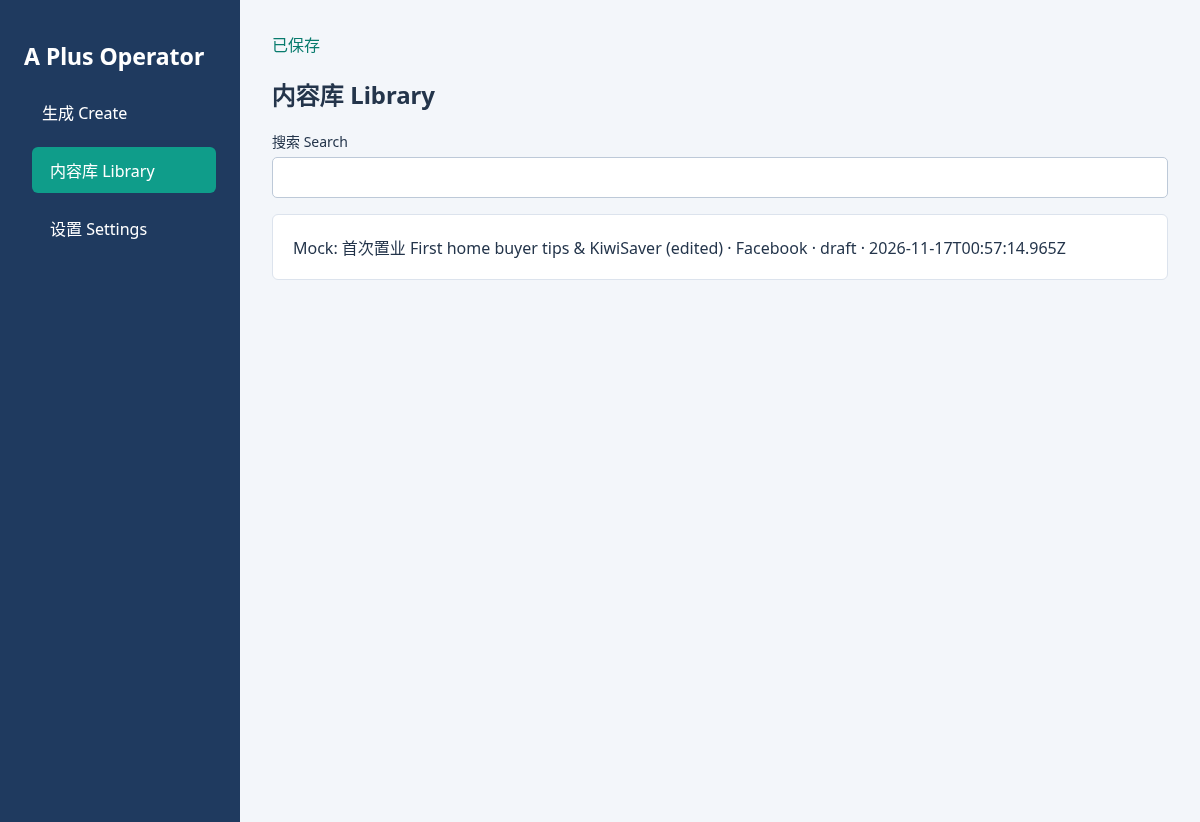 A Plus Operator
生成 Create
内容库 Library
设置 Settings
已保存
内容库 Library
搜索 Search
Mock: 首次置业 First home buyer tips & KiwiSaver (edited) · Facebook · draft · 2026-11-17T00:57:14.965Z